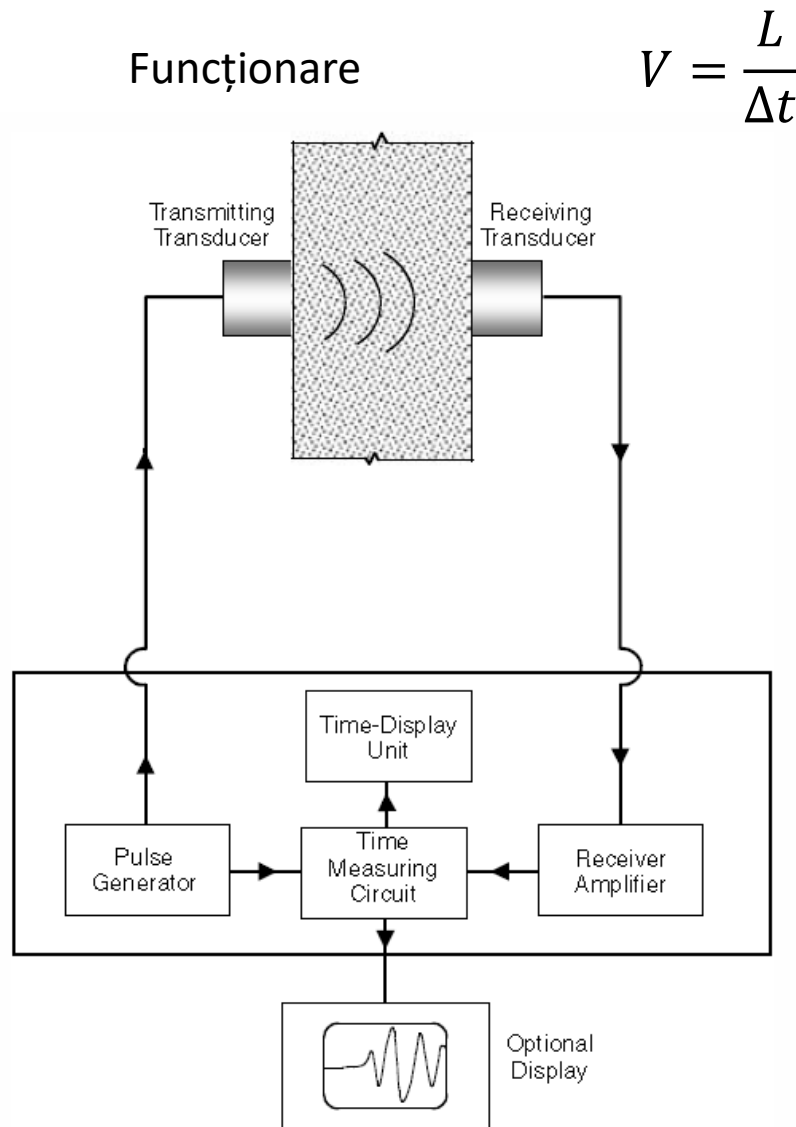 Funcționare
V = L / Δt
Transmitting
Transducer
Receiving
Transducer
Time-Display
Unit
Pulse
Generator
Time
Measuring
Circuit
Receiver
Amplifier
Optional
Display